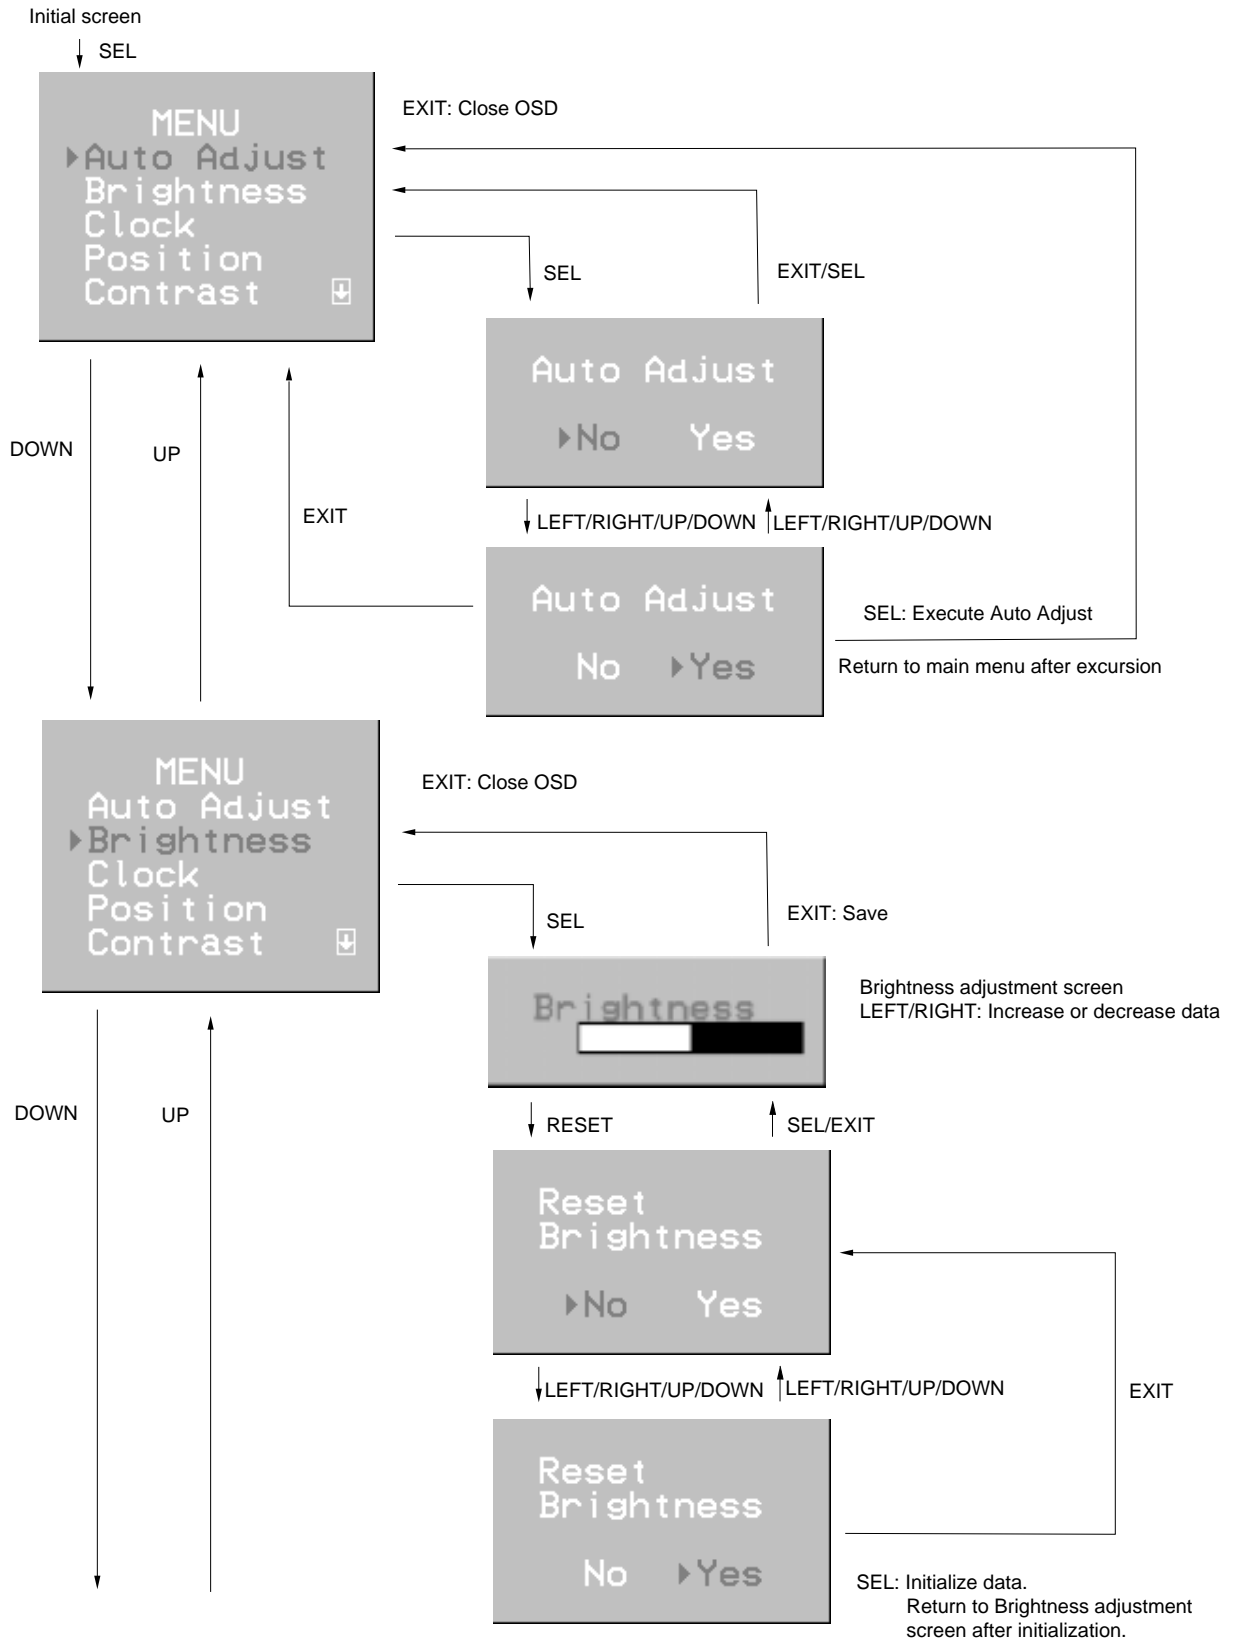 Initial screen
SEL
MENU
Auto Adjust
Brightness
Clock
Position
Contrast
EXIT: Close OSD
SEL
EXIT/SEL
Auto Adjust
No Yes
DOWN
UP
EXIT
LEFT/RIGHT/UP/DOWN LEFT/RIGHT/UP/DOWN
Auto Adjust
No Yes
SEL: Execute Auto Adjust
Return to main menu after excursion
MENU
Auto Adjust
Brightness
Clock
Position
Contrast
EXIT: Close OSD
SEL
EXIT: Save
Brightness
Brightness adjustment screen
LEFT/RIGHT: Increase or decrease data
DOWN
UP
RESET
SEL/EXIT
Reset
Brightness
No Yes
LEFT/RIGHT/UP/DOWN LEFT/RIGHT/UP/DOWN
EXIT
Reset
Brightness
No Yes
SEL: Initialize data.
Return to Brightness adjustment
screen after initialization.